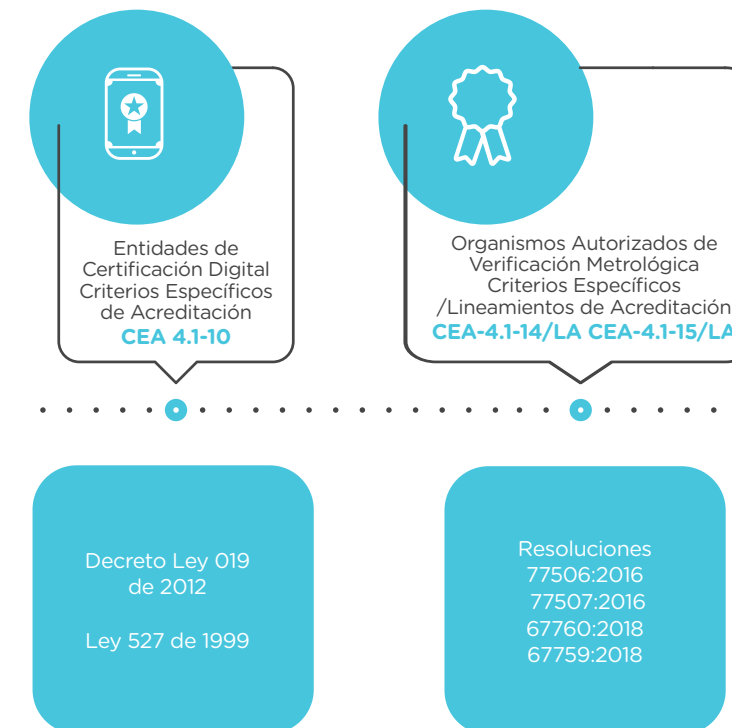 Entidades de
Certificación Digital
Criterios Específicos
de Acreditación
CEA 4.1-10
Organismos Autorizados de
Verificación Metrológica
Criterios Específicos
/Lineamientos de Acreditación
CEA-4.1-14/LA CEA-4.1-15/LA
Decreto Ley 019
de 2012
Ley 527 de 1999
Resoluciones
77506:2016
77507:2016
67760:2018
67759:2018